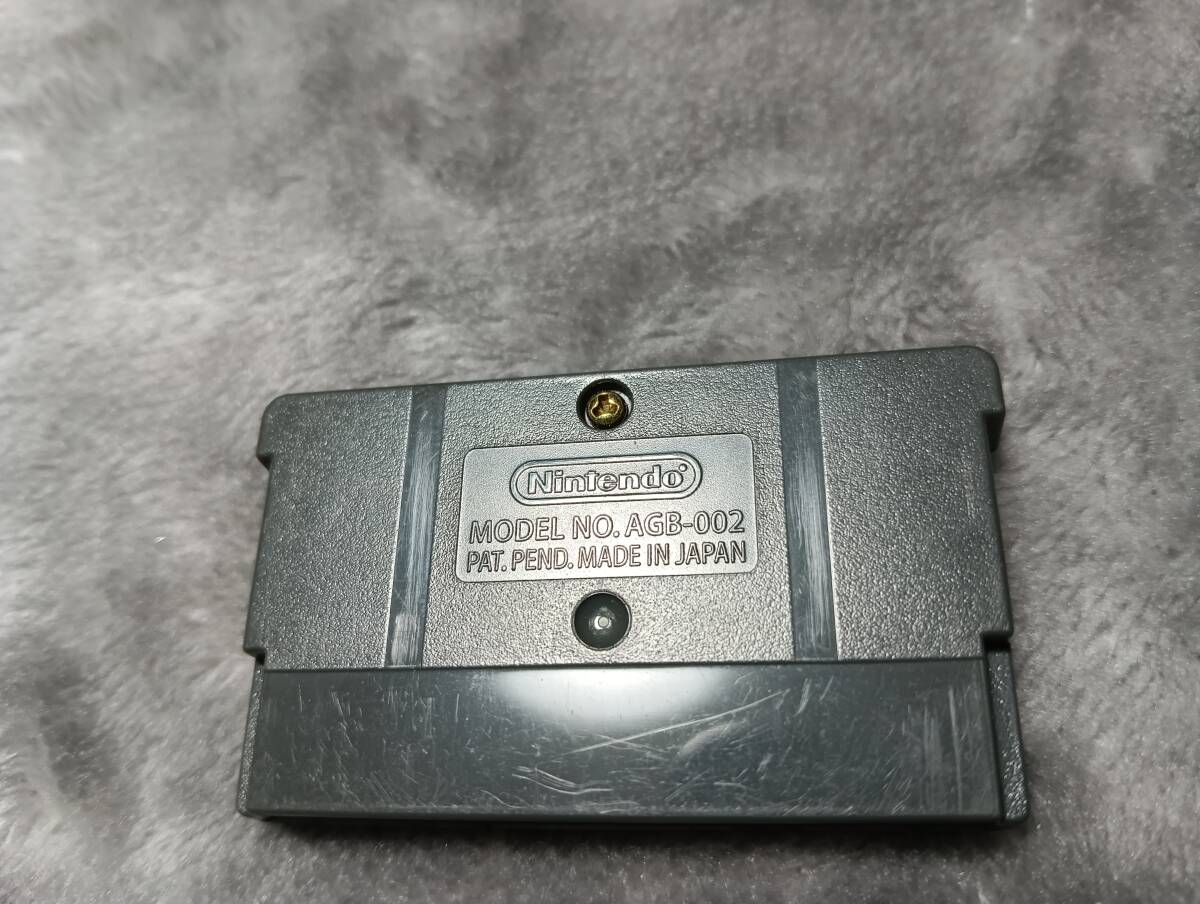 Nintendo®
MODEL NO. AGB-002
PAT. PEND. MADE IN JAPAN